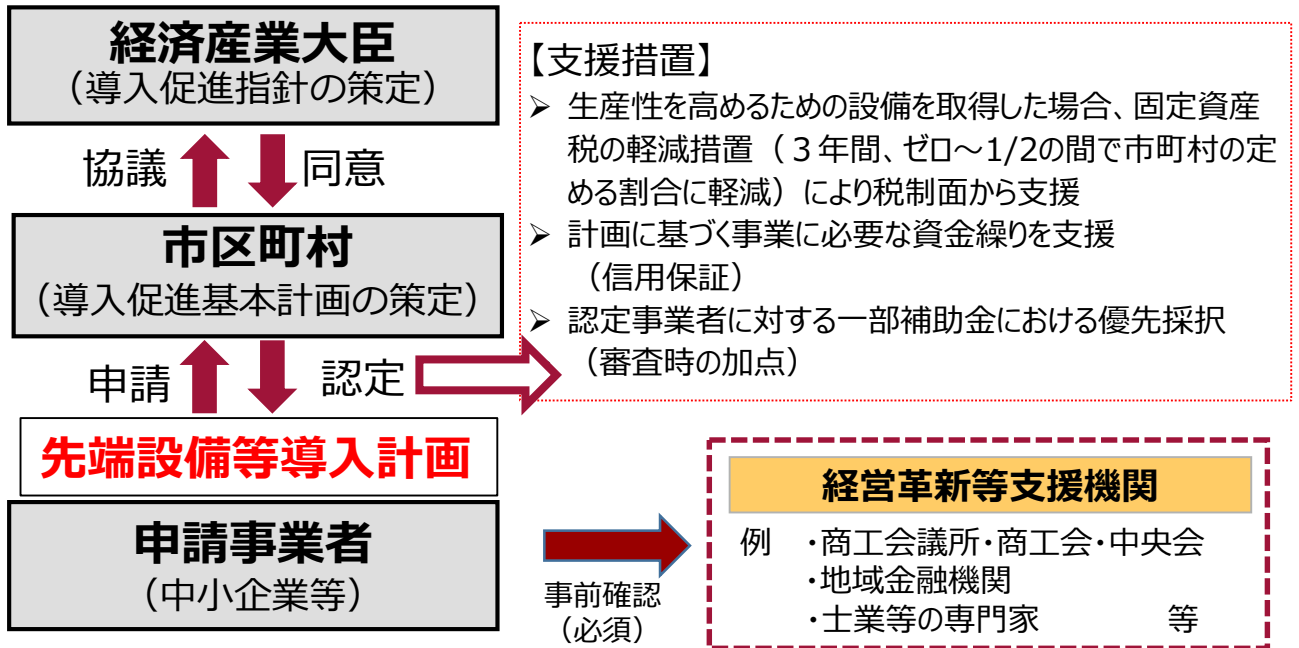 経済産業大臣
（導入促進指針の策定）
協議
同意
市区町村
（導入促進基本計画の策定）
申請
認定
先端設備等導入計画
申請事業者
（中小企業等）
【支援措置】
➢ 生産性を高めるための設備を取得した場合、固定資産
税の軽減措置（３年間、ゼロ～1/2の間で市町村の定
める割合に軽減）により税制面から支援
➢ 計画に基づく事業に必要な資金繰りを支援
（信用保証）
➢ 認定事業者に対する一部補助金における優先採択
（審査時の加点）
事前確認
（必須）
経営革新等支援機関
例　・商工会議所・商工会・中央会
・地域金融機関
・士業等の専門家　　　　等